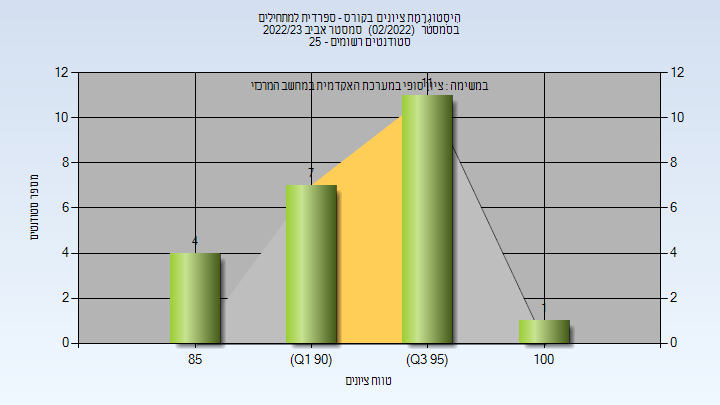 היסטוגרמת ציונים בקורס - ספרדית למתחילים
בסמסטר (02/2022) סמסטר אביב 2022/23
סטודנטים רשומים - 25
במשימה : ציון סופי במערכת האקדמית במחשב המרכזי
12
10
8
6
4
2
0
12
10
8
6
4
2
0
מספר סטודנטים
4
7
11
1
85
(Q1 90)
(Q3 95)
100
טווח ציונים